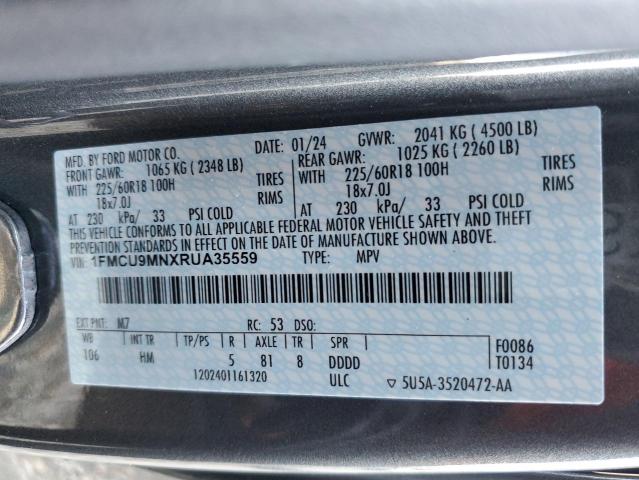 MFD. BY FORD MOTOR CO. DATE: 01/24 GVWR: 2041 KG ( 4500 LB)
FRONT GAWR: 1065 KG ( 2348 LB) REAR GAWR: 1025 KG ( 2260 LB)
WITH 225/60R18 100H TIRES WITH 225/60R18 100H TIRES
18x7.0J RIMS 18x7.0J RIMS
AT 230 kPa/ 33 PSI COLD AT 230 kPa/ 33 PSI COLD
THIS VEHICLE CONFORMS TO ALL APPLICABLE FEDERAL MOTOR VEHICLE SAFETY AND THEFT
PREVENTION STANDARDS IN EFFECT ON THE DATE OF MANUFACTURE SHOWN ABOVE.
VIN: 1FMCU9MNXRUA35559 TYPE: MPV
EXT PNT: M7 RC: 53 DSO:
WB INT TR TP/PS R AXLE TR SPR F0086
106 HM 5 81 8 DDDD T0134
1202401161320 ULC ▽ 5U5A-3520472-AA